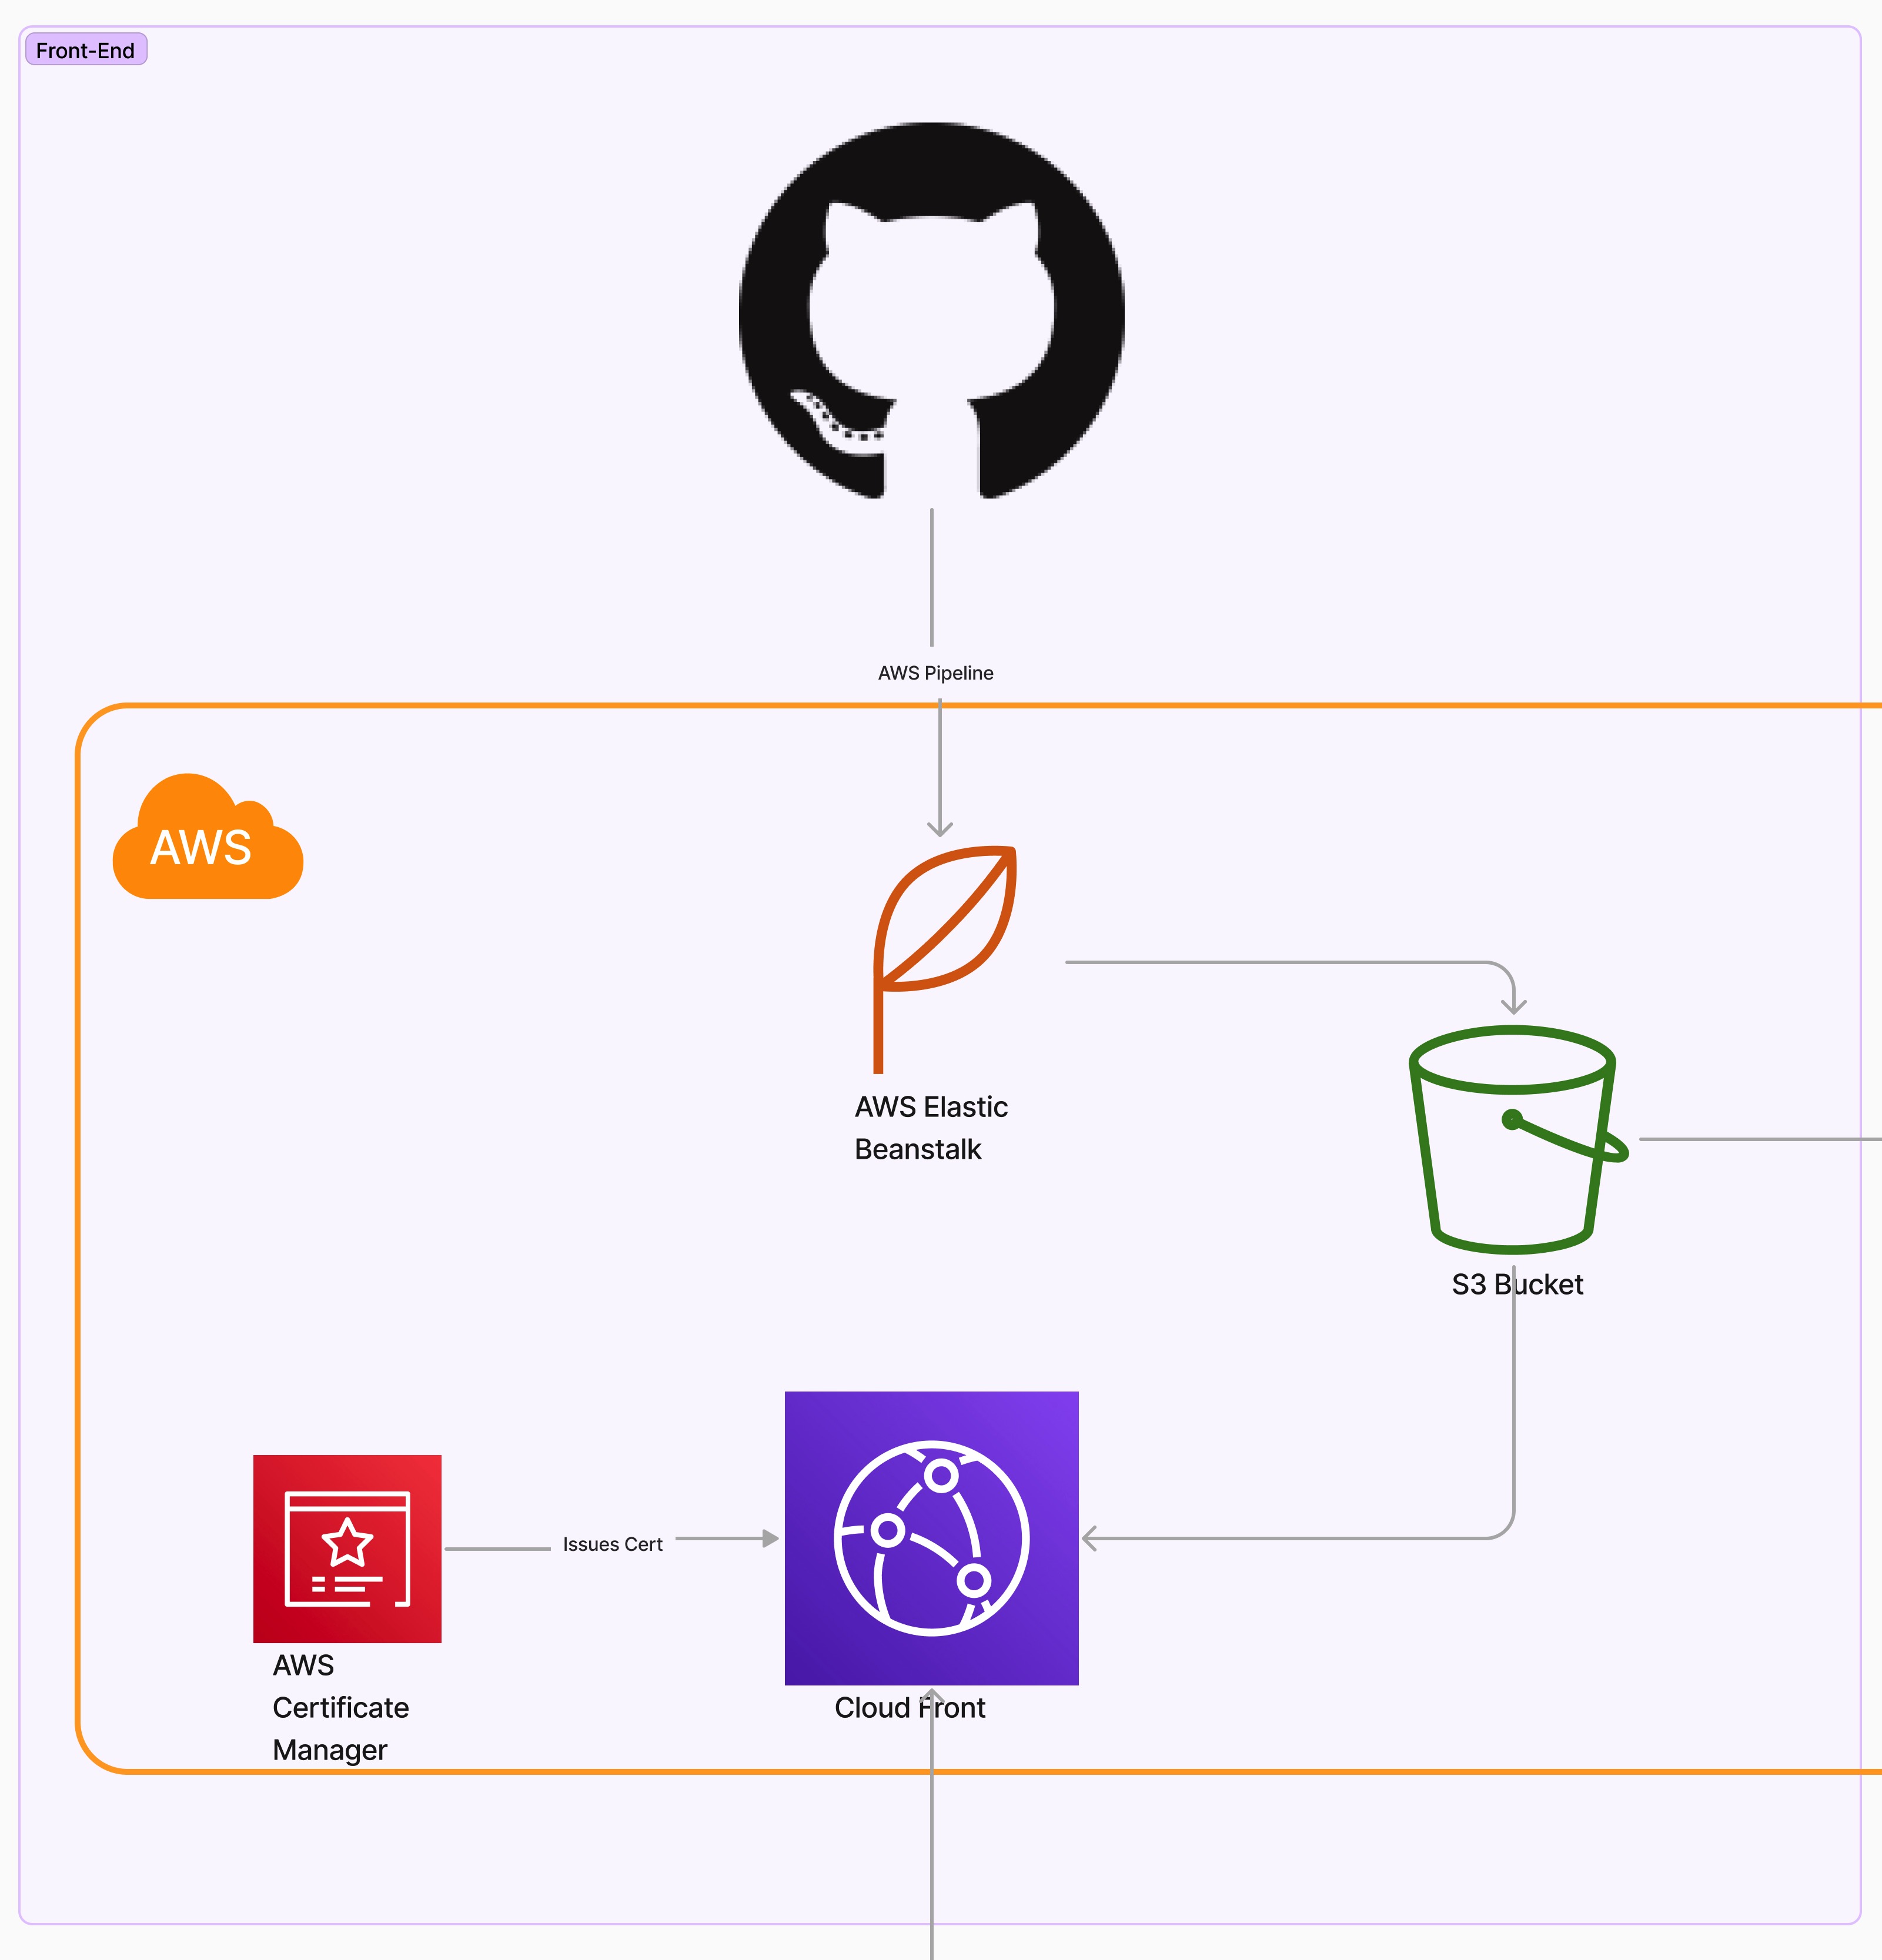 Front-End
AWS Pipeline
AWS
AWS Elastic
Beanstalk
S3 Bucket
Issues Cert
AWS
Certificate
Manager
Cloud Front